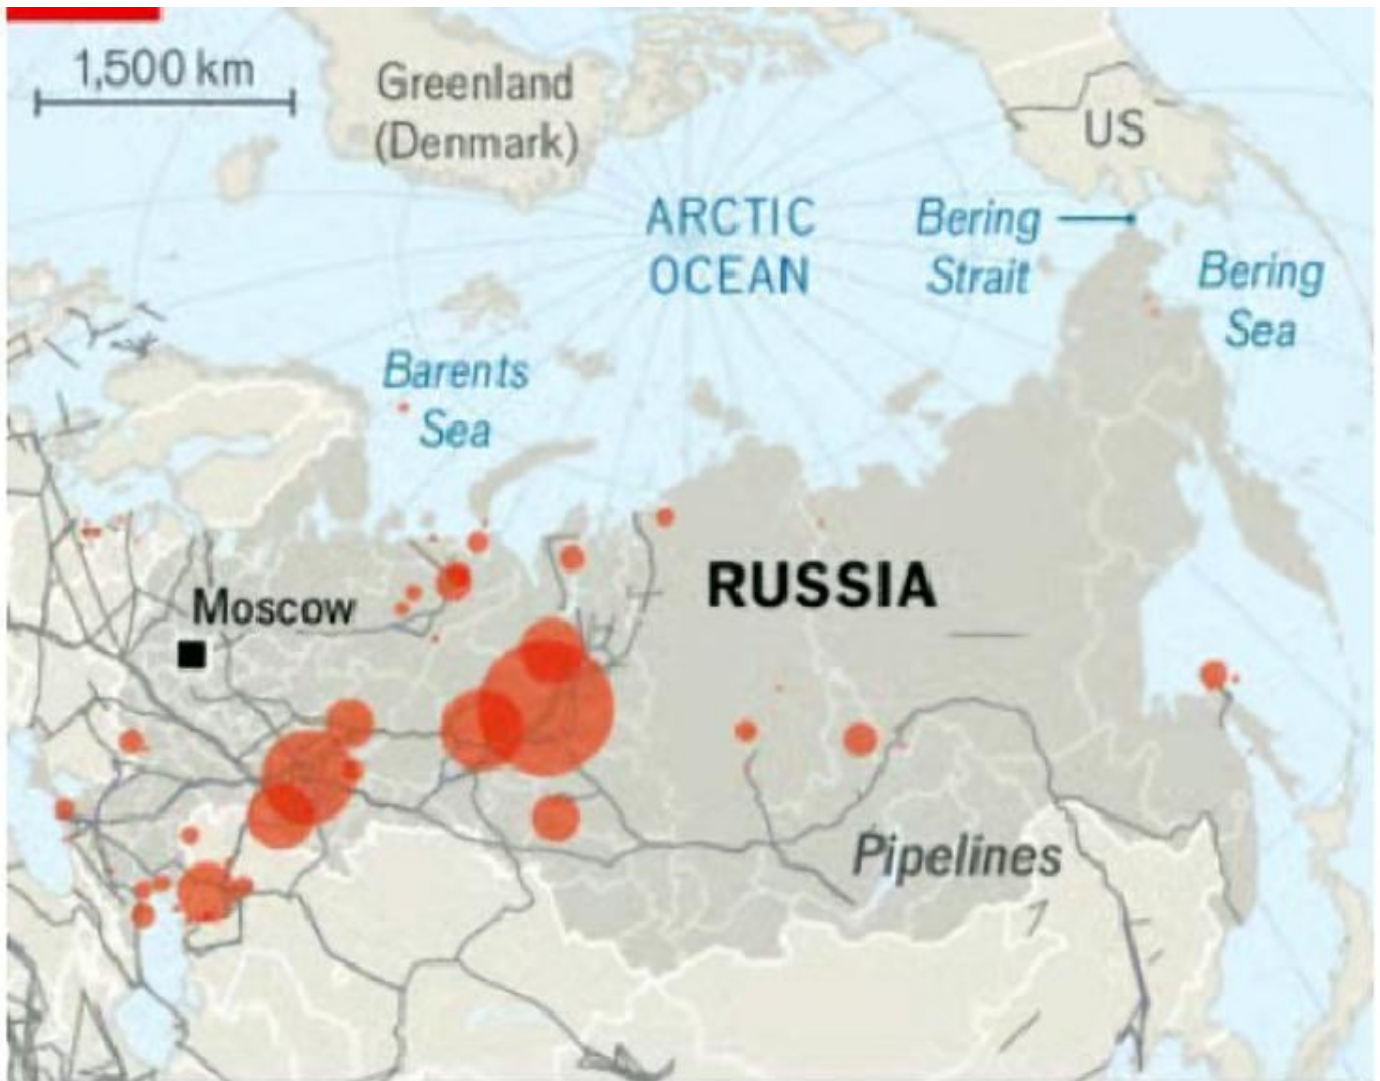 1,500 km
Greenland
(Denmark)
US
ARCTIC
OCEAN
Bering
Strait
Bering
Sea
Barents
Sea
RUSSIA
Moscow
Pipelines